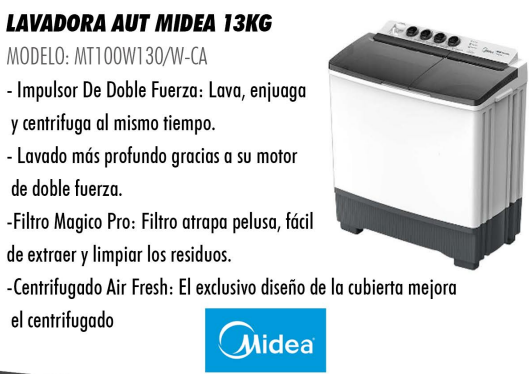 LAVADORA AUT MIDEA 13KG
MODELO: MT100W130/W-CA
- Impulsor De Doble Fuerza: Lava, enjuaga
y centrifuga al mismo tiempo.
- Lavado más profundo gracias a su motor
de doble fuerza.
-Filtro Magico Pro: Filtro atrapa pelusa, fácil
de extraer y limpiar los residuos.
-Centrifugado Air Fresh: El exclusivo diseño de la cubierta mejora
el centrifugado
Midea